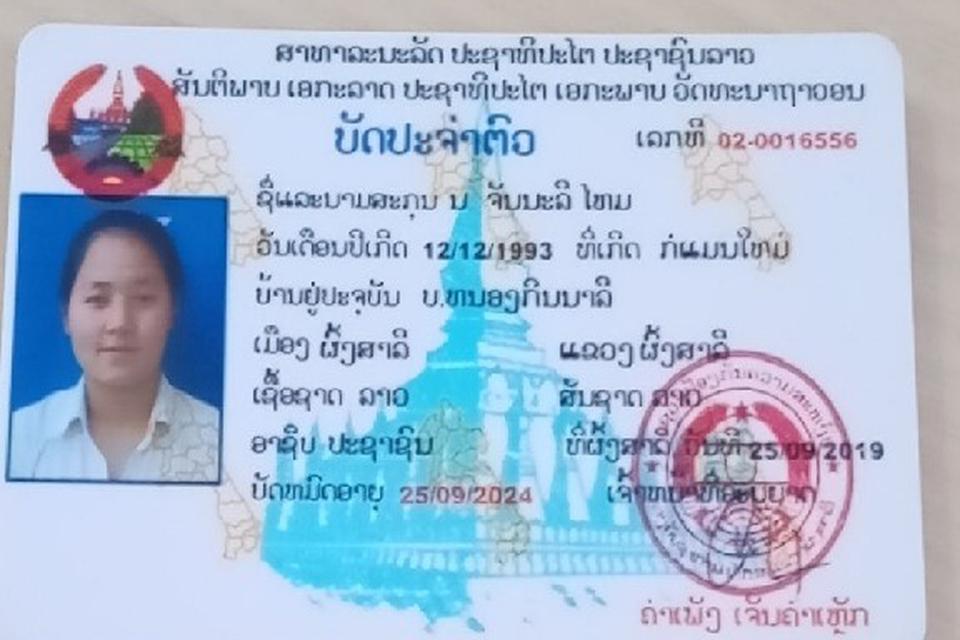 ສາທາລະນະລັດ ປະຊາທິປະໄຕ ປະຊາຊົນລາວ
ສັນຕິພາບ ເອກະລາດ ປະຊາທິປະໄຕ ເອກະພາບ ວັດທະນາຖາວອນ
ບັດປະຈຳຕົວ ເລກທີ 02-0016556
ຊື່ແລະນາມສະກຸນ ນ ຈັນນະລີ ໄຫມ
ວັນເດືອນປີເກີດ 12/12/1993 ທີ່ເກີດ ກໍ່ແມນໃຫມ່
ບ້ານຢູ່ປະຈຸບັນ ບ.ຫນອງກິນນາລີ
ເມືອງ ຜົ້ງສາລີ ແຂວງ ຜົ້ງສາລີ
ເຊື້ອຊາດ ລາວ ສັນຊາດ ລາວ
ອາຊີບ ປະຊາຊົນ ທີ່ຜົ້ງສາລີ ວັນທີ 25/09/2019
ບັດຫມົດອາຍຸ 25/09/2024 ເຈົ້າຫນ້າທີ່ອະນຸຍາດ
ຄຳເພັງ ເຈັນຄຳເຫຼັກ